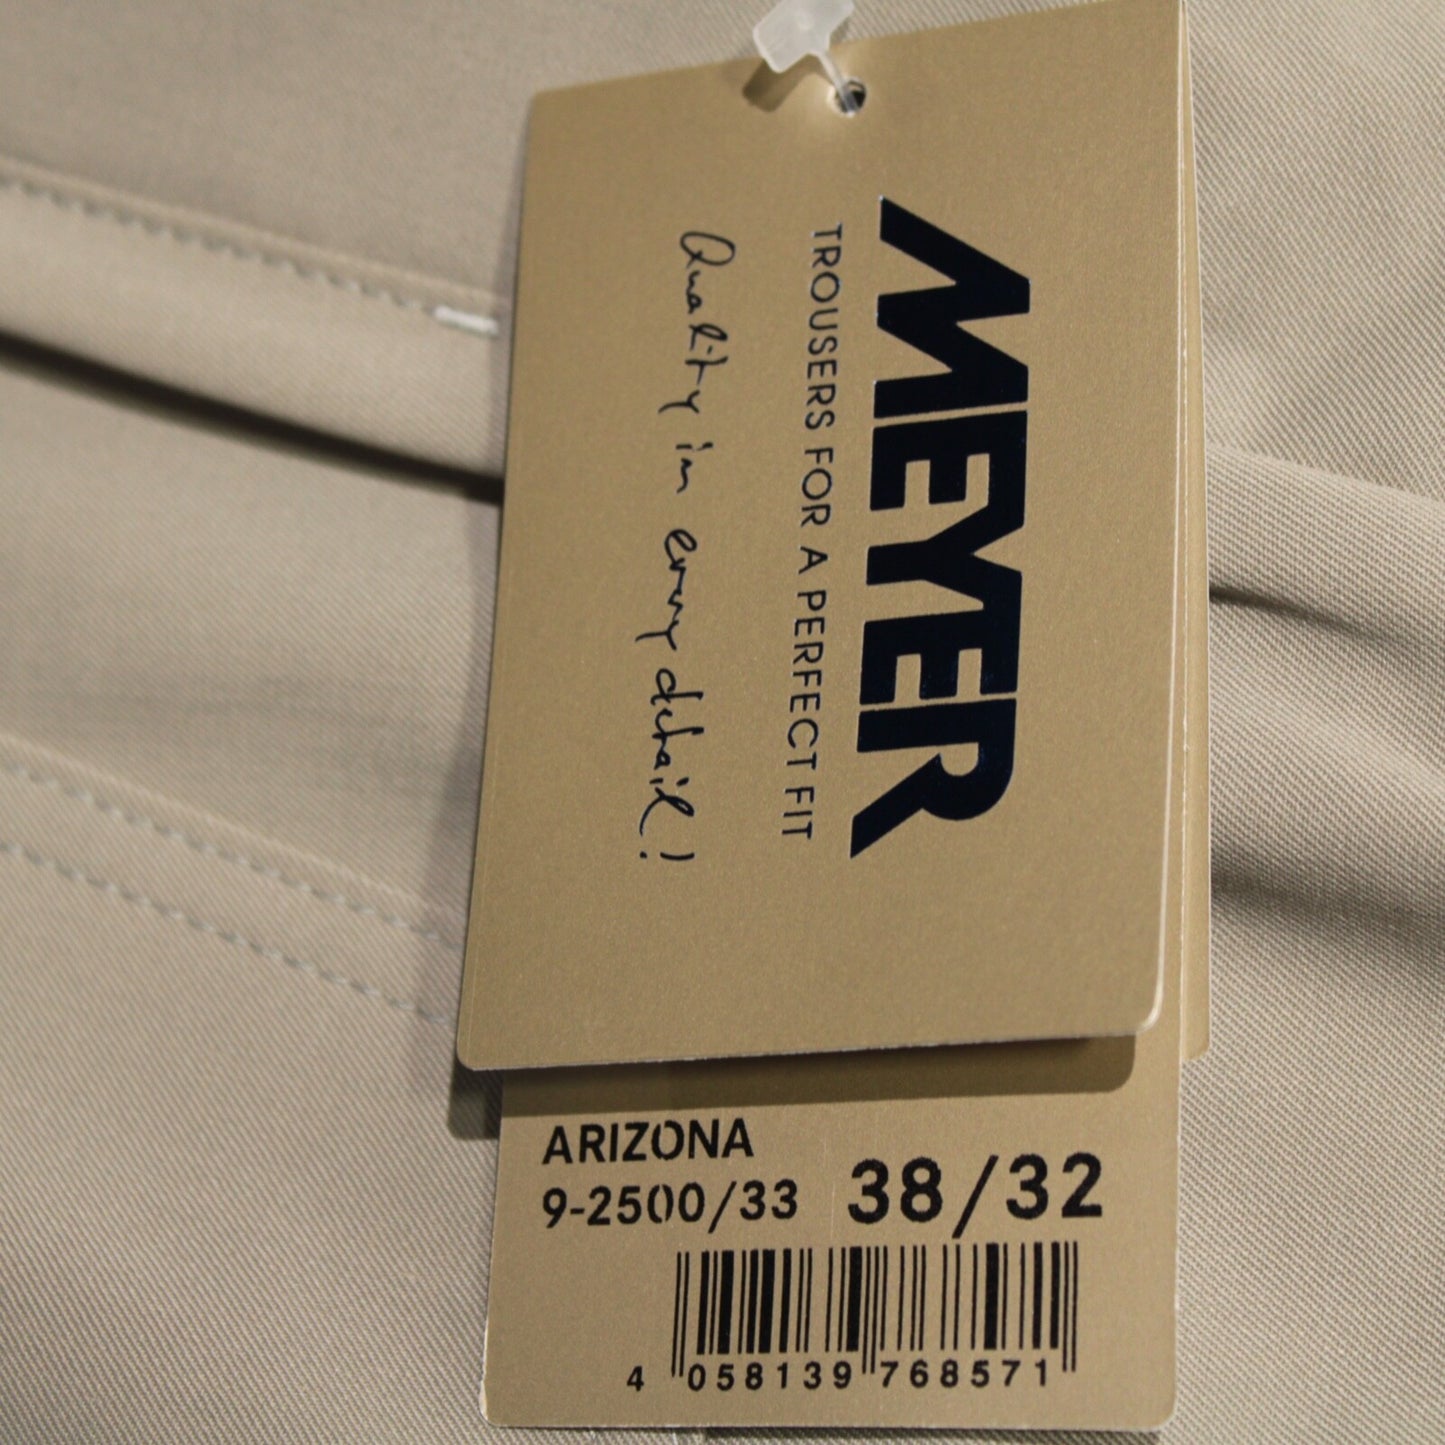 MEYER
TROUSERS FOR A PERFECT FIT
Quality in every detail!
ARIZONA
9-2500/33 38/32
4 058139 768571